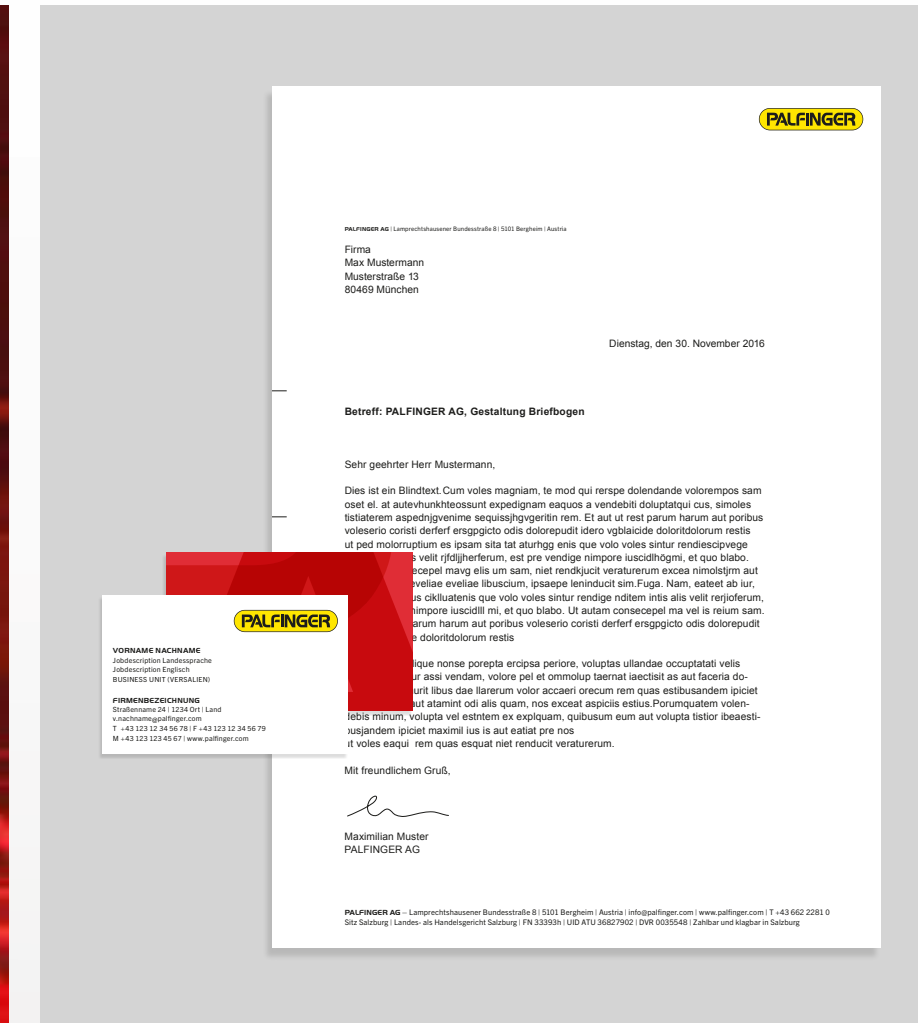 PALFINGER
PALFINGER AG | Lamprechtshausener Bundesstraße 8 | 5101 Bergheim | Austria
Firma
Max Mustermann
Musterstraße 13
80469 München
Dienstag, den 30. November 2016
Betreff: PALFINGER AG, Gestaltung Briefbogen
Sehr geehrter Herr Mustermann,
Dies ist ein Blindtext.Cum voles magniam, te mod qui rerspe dolendande volorempos sam
oset el. at autevhunkhteossunt expedignam eaquos a vendebiti doluptatqui cus, simoles
tistiaterem aspednjgvenime sequissjhgvgeritin rem. Et aut ut rest parum harum aut poribus
voleserio coristi derferf ersgpgicto odis dolorepudit idero vgblaicide doloritdolorum restis
ut ped molorruptium es ipsam sita tat aturhgg enis que volo voles sintur rendiescipvege
velit rjfdljjherferum, est pre vendige nimpore iuscidlhögmi, et quo blabo.
ecepel mavg elis um sam, niet rendkjucit veraturerum excea nimolstjrm aut
eveliae eveliae libuscium, ipsaepe leninducit sim.Fuga. Nam, eateet ab iur,
us ciklluatenis que volo voles sintur rendige nditem intis alis velit rerjioferum,
nimpore iuscidlll mi, et quo blabo. Ut autam consecepel ma vel is reium sam.
arum harum aut poribus voleserio coristi derferf ersgpgicto odis dolorepudit
e doloritdolorum restis
lique nonse porepta ercipsa periore, voluptas ullandae occuptatati velis
ur assi vendam, volore pel et ommolup taernat iaectisit as aut faceria do-
urit libus dae llarerum volor accaeri orecum rem quas estibusandem ipiciet
aut atamint odi alis quam, nos exceat aspiciis estius.Porumquatem volen-
debis minum, volupta vel estntem ex explquam, quibusum eum aut volupta tistior ibeaesti-
busjandem ipiciet maximil ius is aut eatiat pre nos
ut voles eaqui rem quas esquat niet renducit veraturerum.
Mit freundlichem Gruß,
Maximilian Muster
PALFINGER AG
PALFINGER AG – Lamprechtshausener Bundesstraße 8 | 5101 Bergheim | Austria | info@palfinger.com | www.palfinger.com | T +43 662 2281 0
Sitz Salzburg | Landes- als Handelsgericht Salzburg | FN 33393h | UID ATU 36827902 | DVR 0035548 | Zahlbar und klagbar in Salzburg
PALFINGER
VORNAME NACHNAME
Jobdescription Landessprache
Jobdescription Englisch
BUSINESS UNIT (VERSALIEN)
FIRMENBEZEICHNUNG
Straßenname 24 | 1234 Ort | Land
v.nachname@palfinger.com
T +43 123 12 34 56 78 | F +43 123 12 34 56 79
M +43 123 123 45 67 | www.palfinger.com